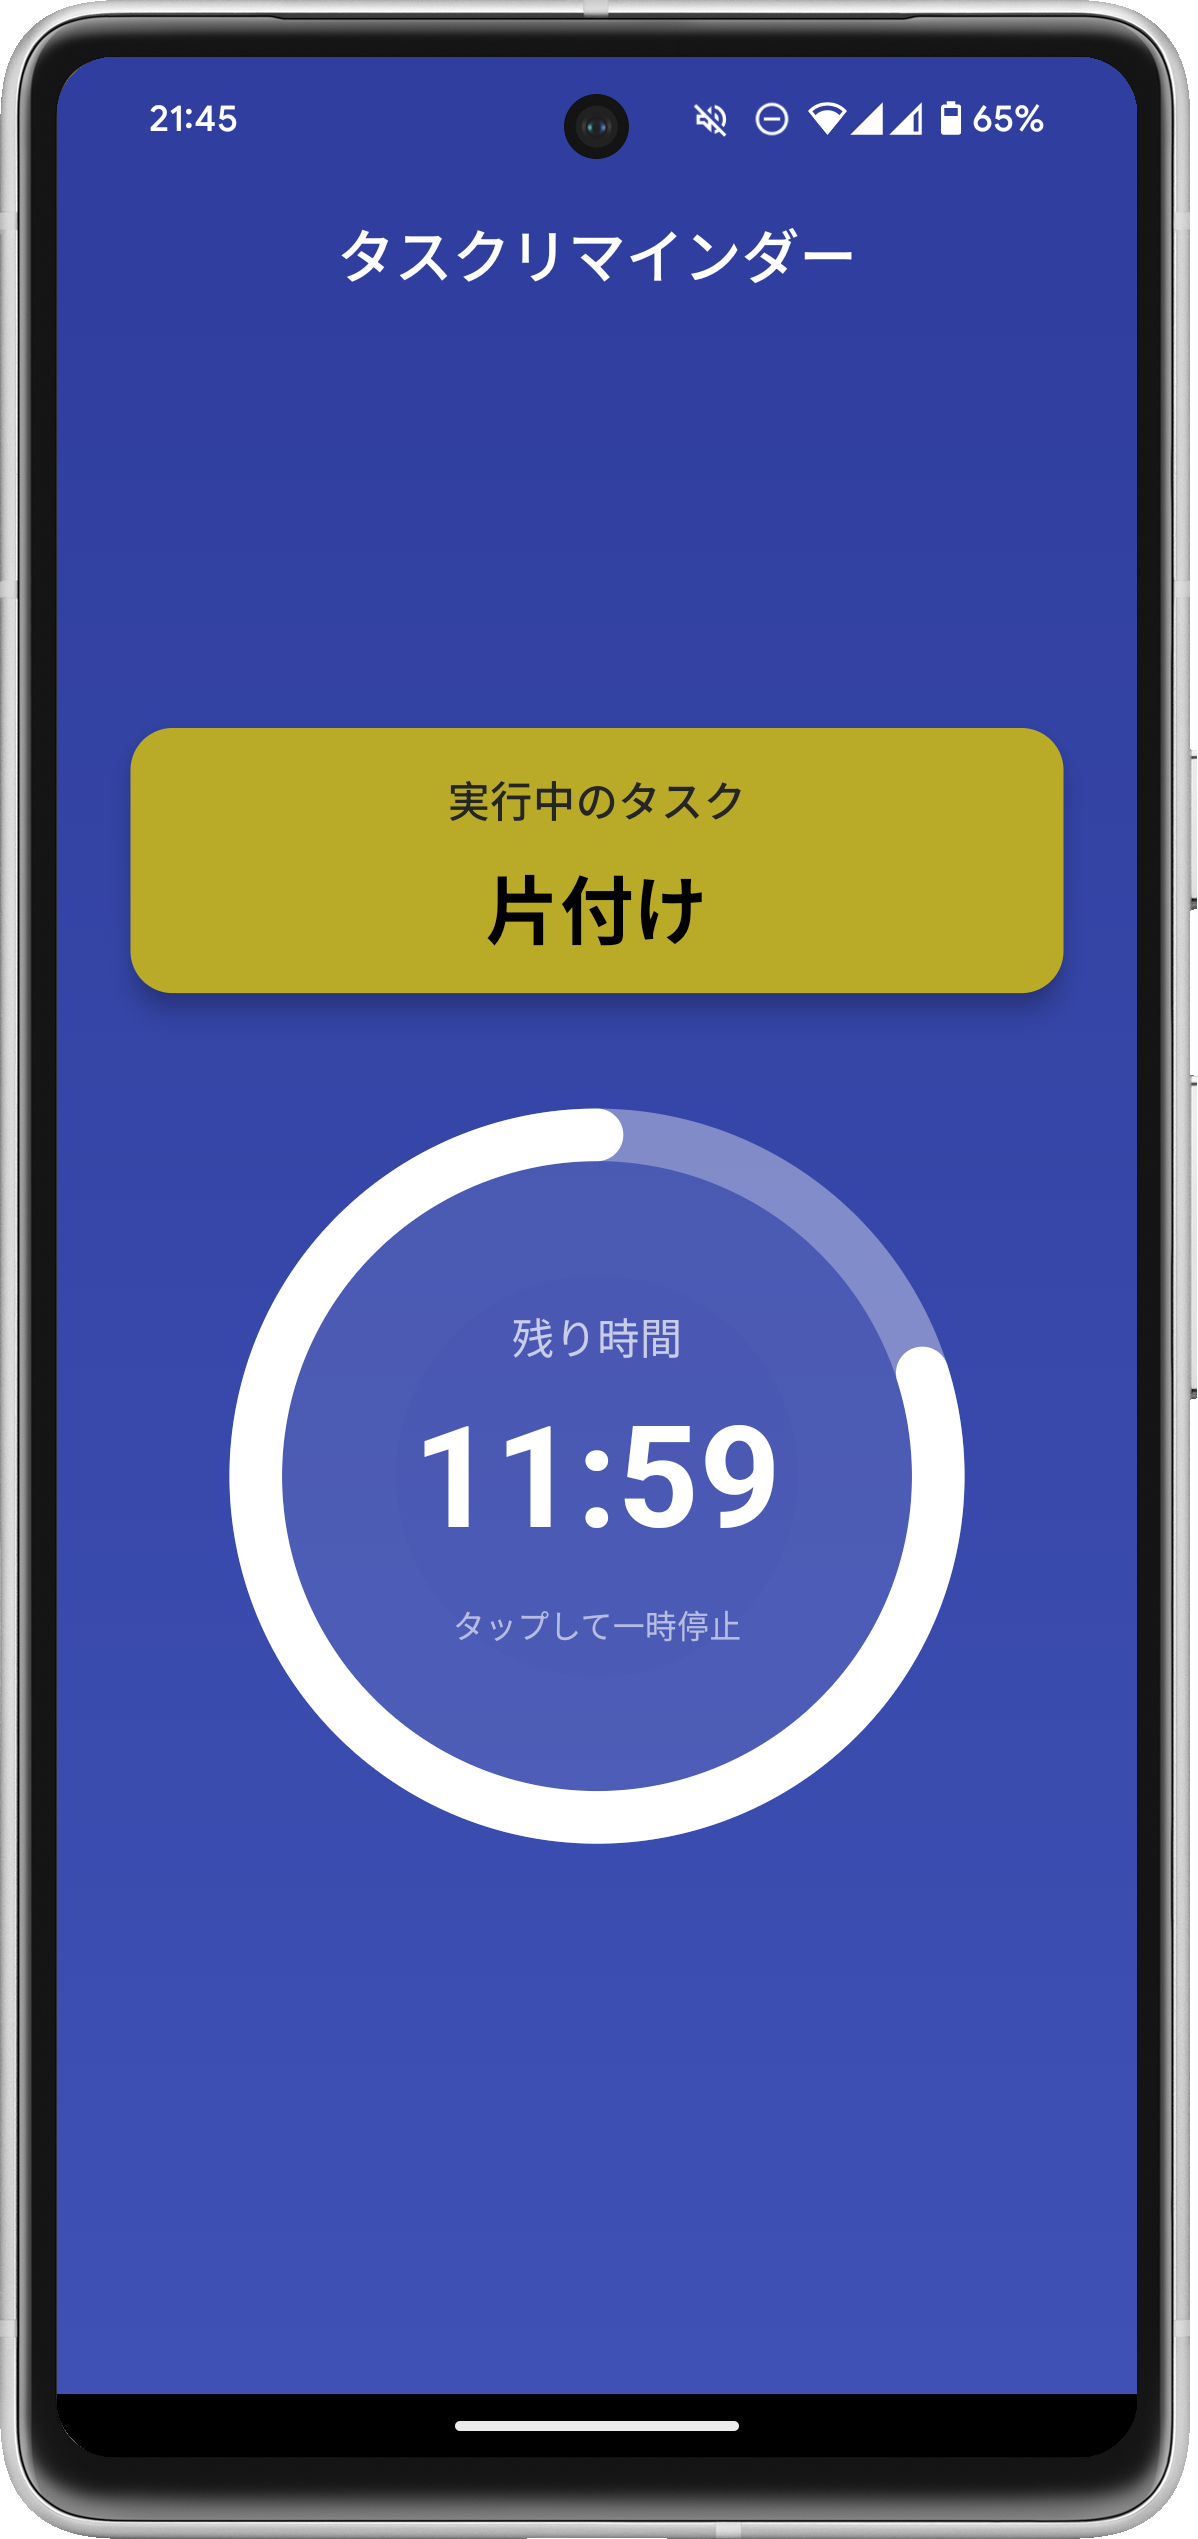 21:45 65%
タスクリマインダー
実行中のタスク
片付け
残り時間
11:59
タップして一時停止